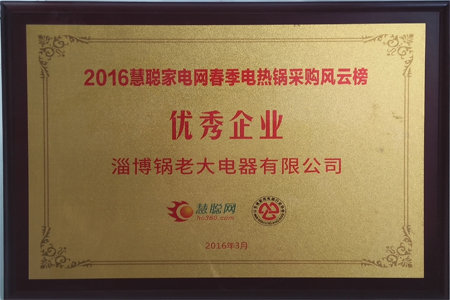 2016慧聪家电网春季电热锅采购风云榜
优秀企业
淄博锅老大电器有限公司
慧聪网
hc360.com
2016年3月